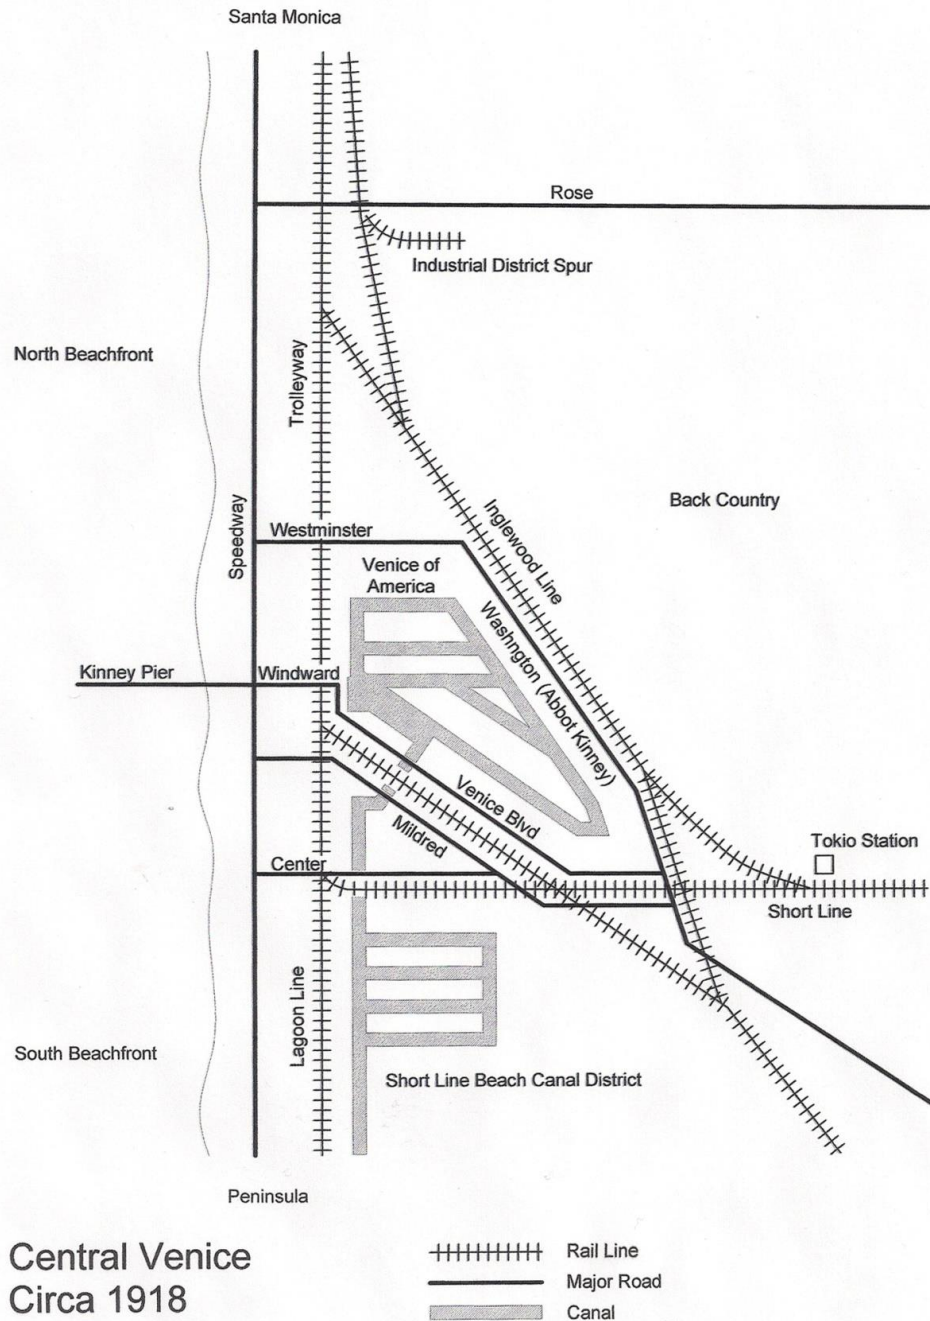 Santa Monica
Rose
Industrial District Spur
North Beachfront
Trolleyway
Back Country
Speedway
Inglewood Line
Westminster
Venice of
America
Washngton (Abbot Kinney)
Kinney Pier
Windward
Venice Blvd
Mildred
Tokio Station
Center
Short Line
Lagoon Line
South Beachfront
Short Line Beach Canal District
Peninsula
Central Venice
Circa 1918
Rail Line
Major Road
Canal